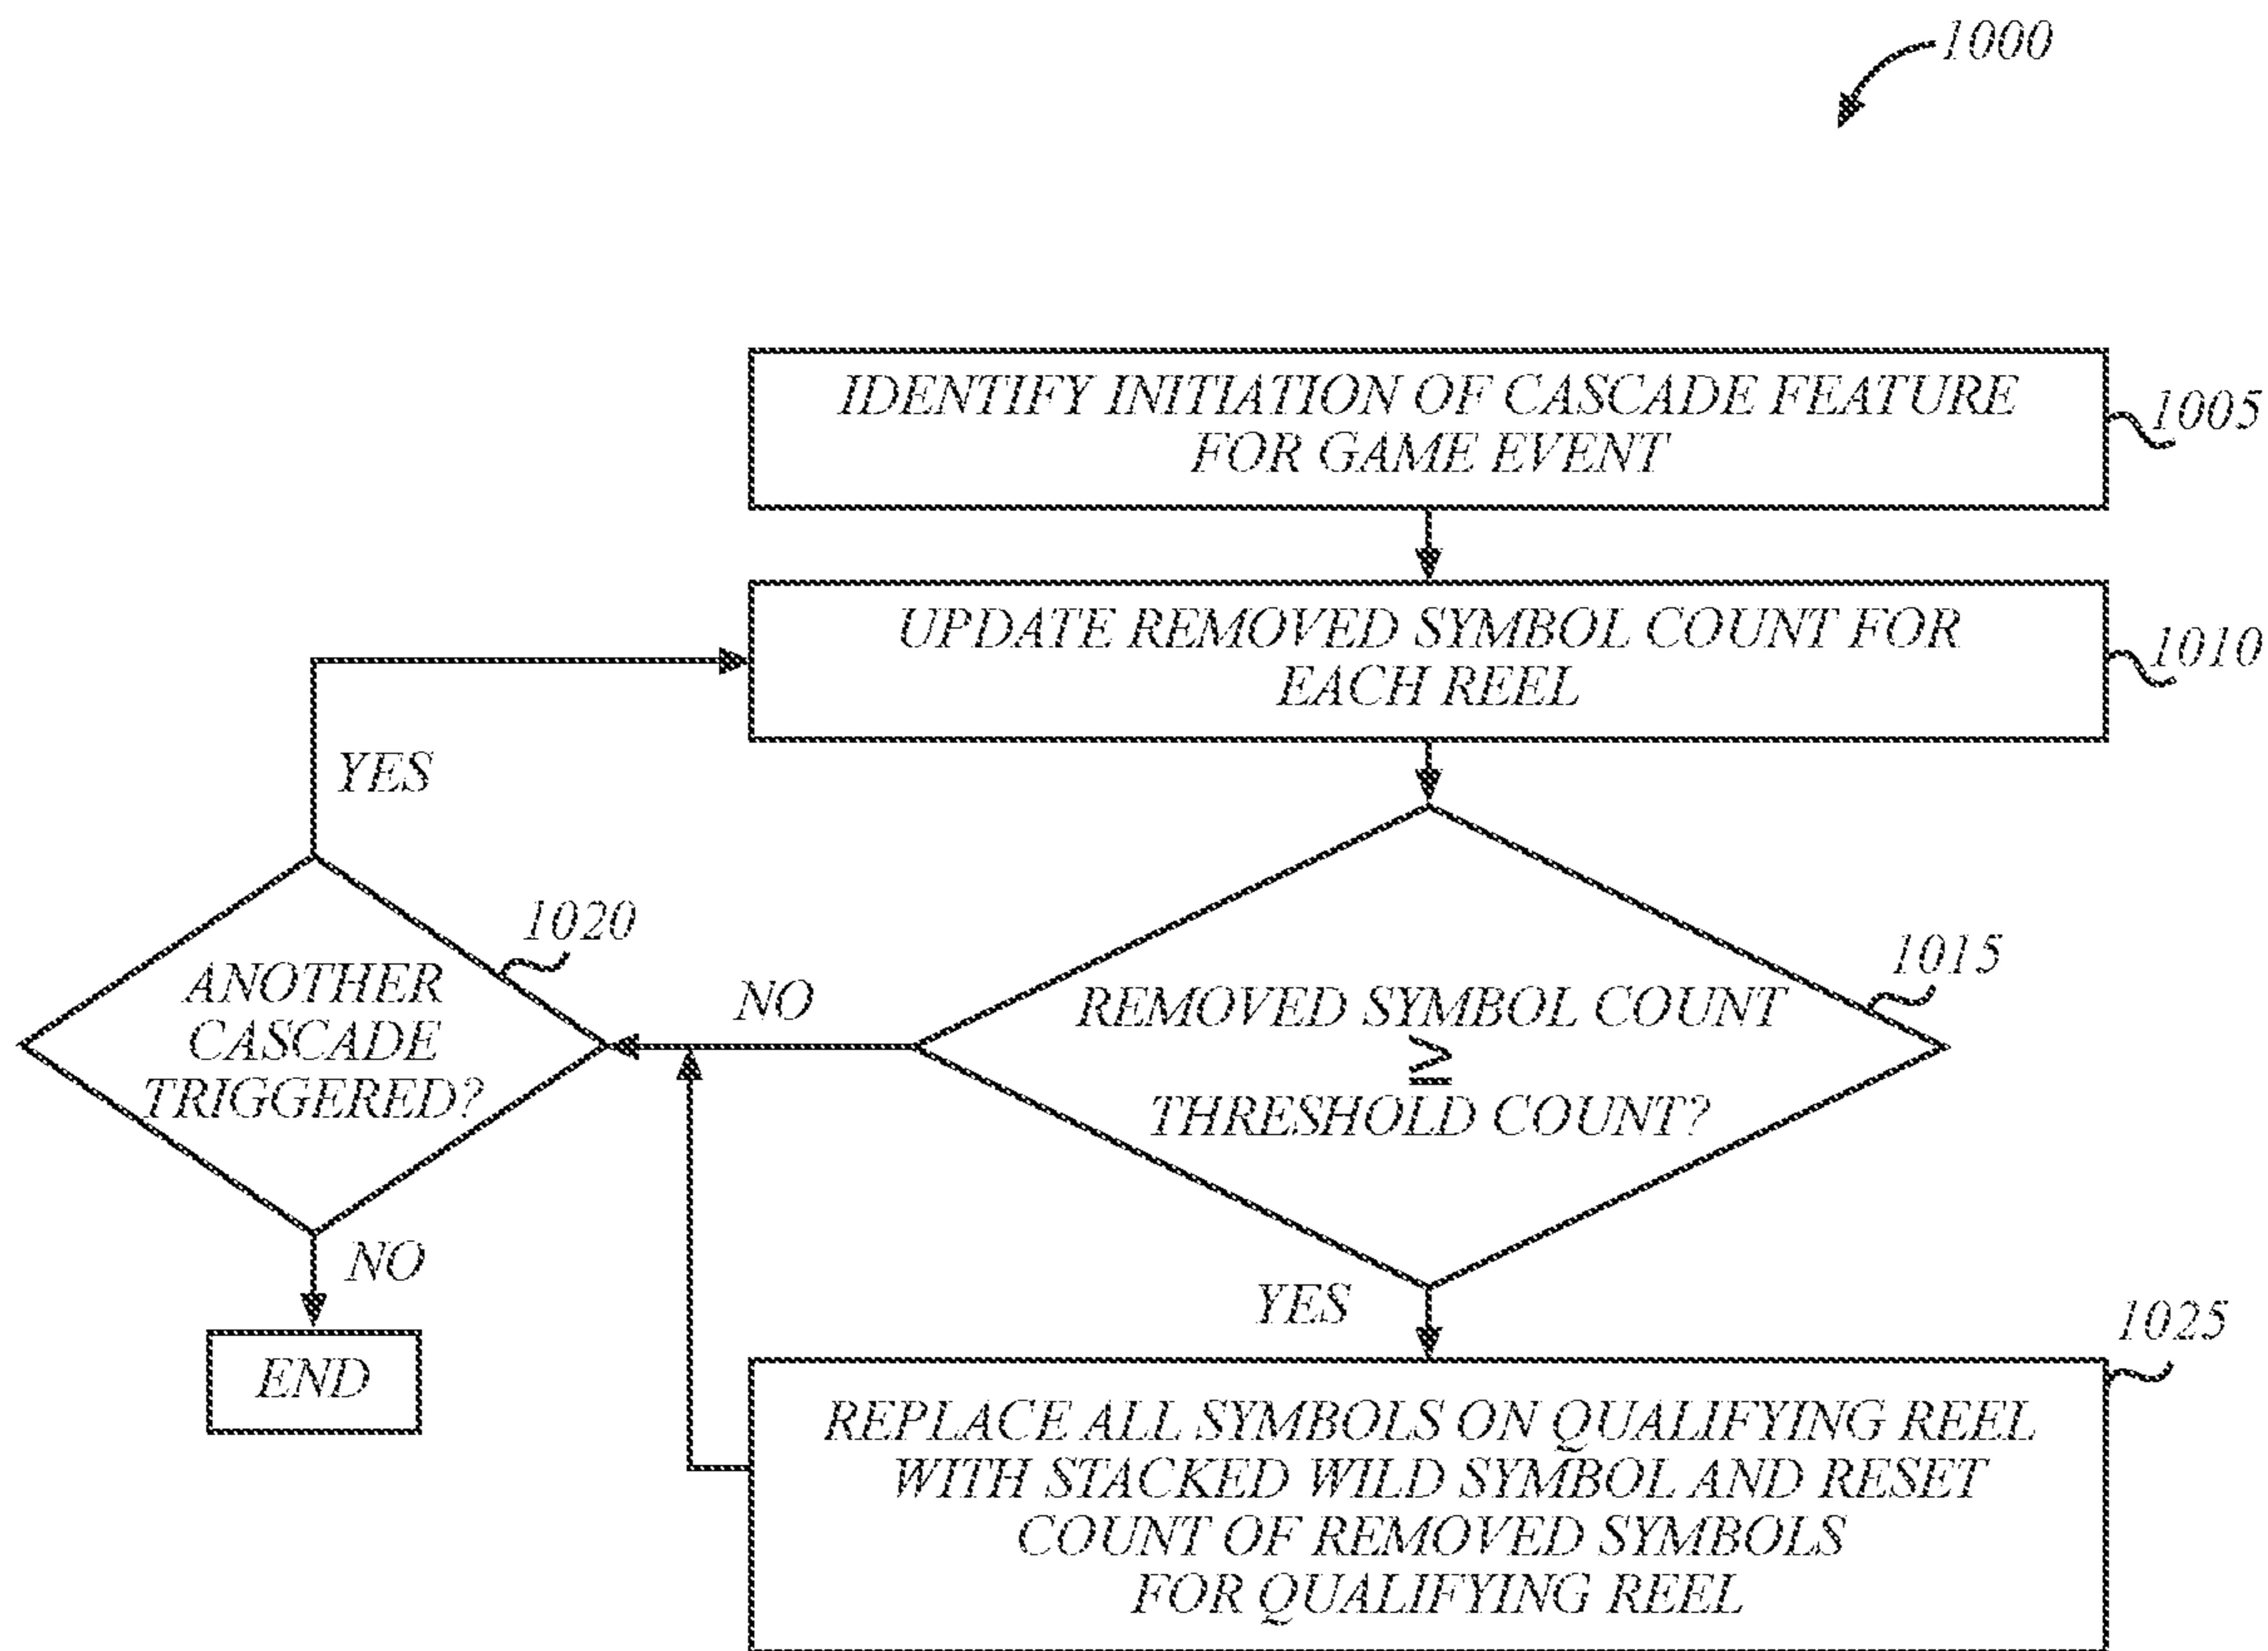 1000
IDENTIFY INITIATION OF CASCADE FEATURE
FOR GAME EVENT
1005
UPDATE REMOVED SYMBOL COUNT FOR
EACH REEL
1010
YES
1020
ANOTHER
CASCADE
TRIGGERED?
NO
1015
REMOVED SYMBOL COUNT
≥
THRESHOLD COUNT?
NO
END
YES
1025
REPLACE ALL SYMBOLS ON QUALIFYING REEL
WITH STACKED WILD SYMBOL AND RESET
COUNT OF REMOVED SYMBOLS
FOR QUALIFYING REEL